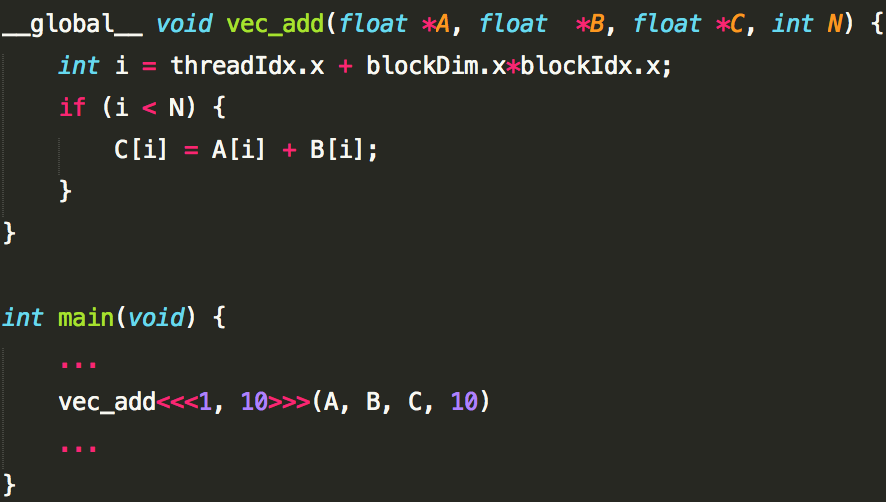 __global__ void vec_add(float *A, float  *B, float *C, int N) {
    int i = threadIdx.x + blockDim.x*blockIdx.x;
    if (i < N) {
        C[i] = A[i] + B[i];
    }
}

int main(void) {
    ...
    vec_add<<<1, 10>>>(A, B, C, 10)
    ...
}